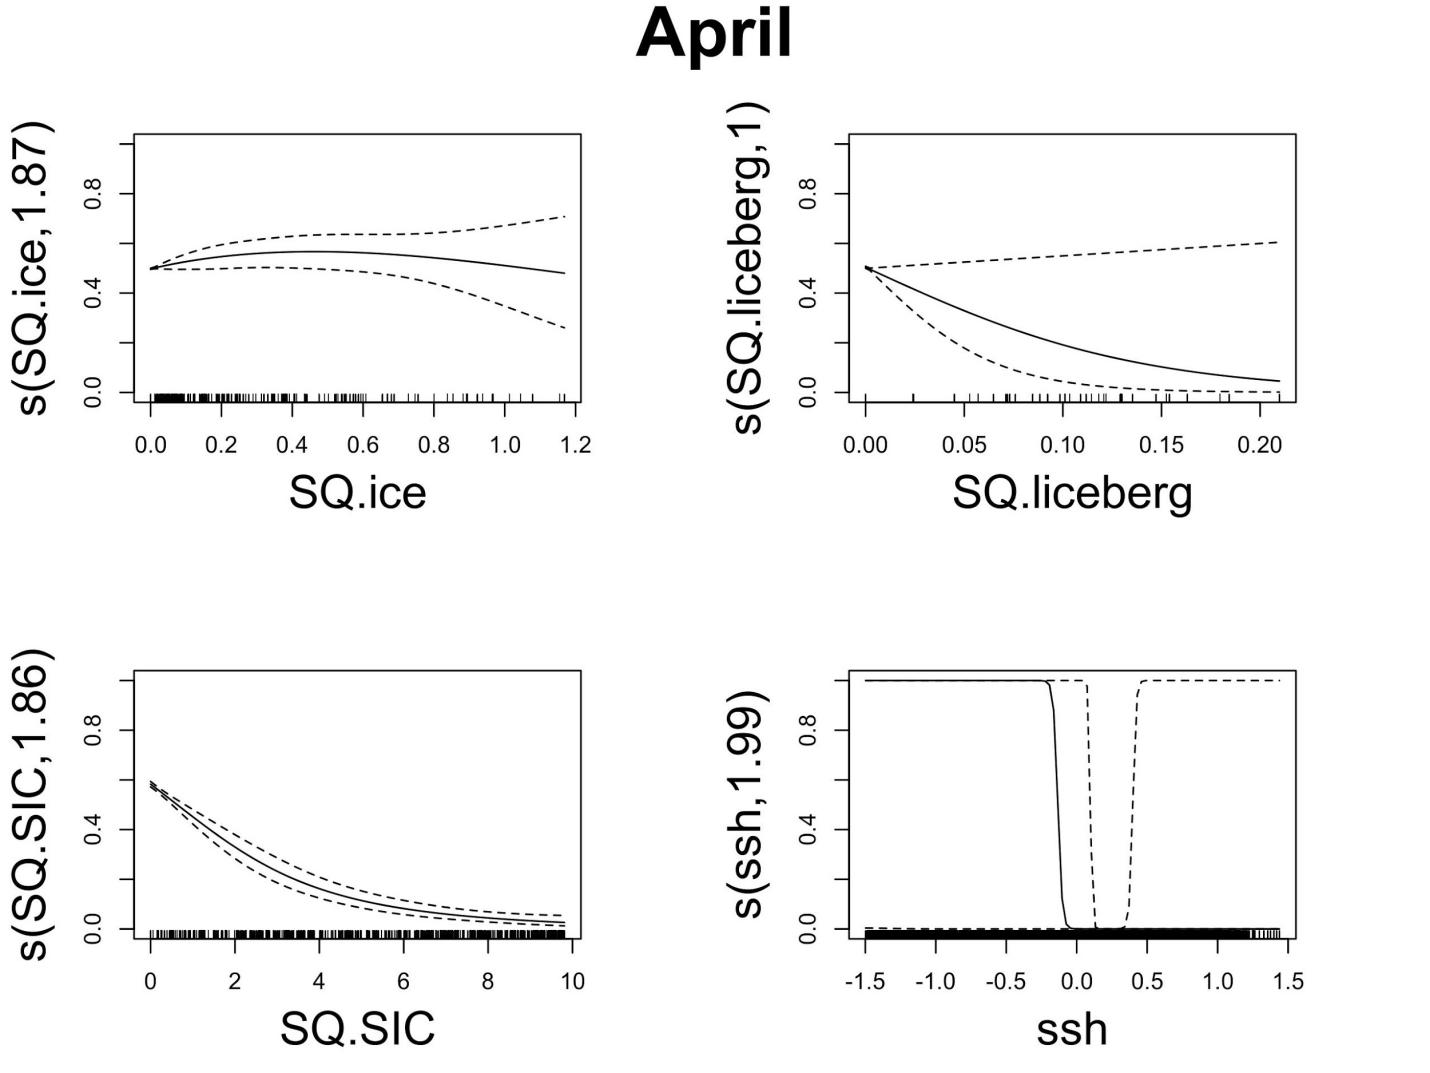 April
s(SQ.ice,1.87)
0.0 0.4 0.8
0.0 0.2 0.4 0.6 0.8 1.0 1.2
SQ.ice
s(SQ.liceberg,1)
0.0 0.4 0.8
0.00 0.05 0.10 0.15 0.20
SQ.liceberg
s(SQ.SIC,1.86)
0.0 0.4 0.8
0 2 4 6 8 10
SQ.SIC
s(ssh,1.99)
0.0 0.4 0.8
-1.5 -1.0 -0.5 0.0 0.5 1.0 1.5
ssh